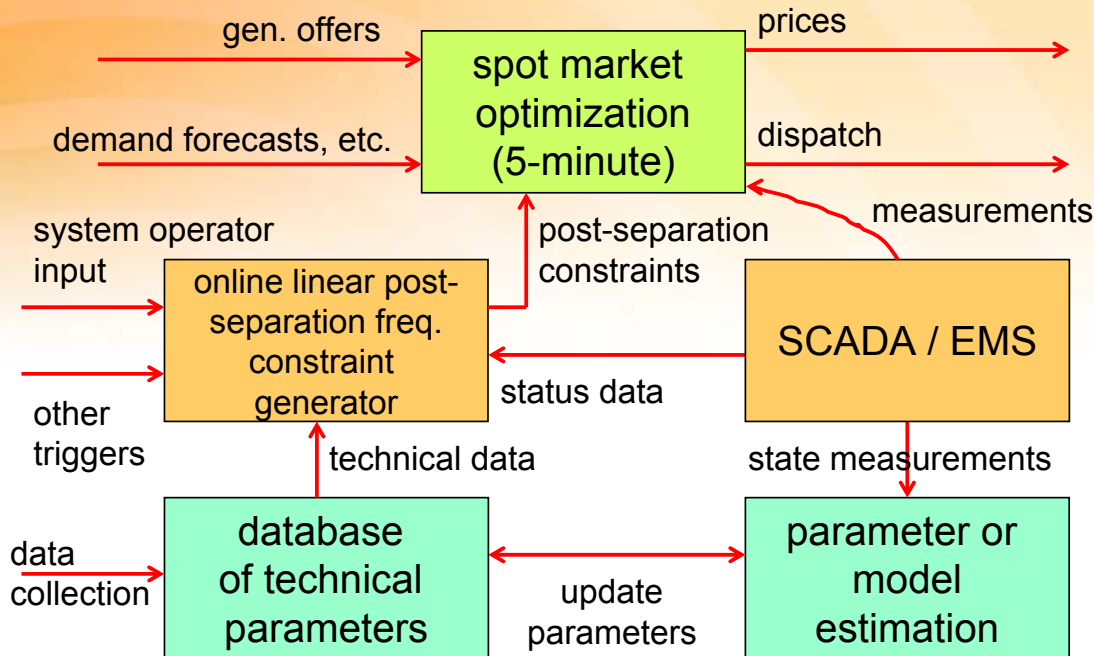 gen. offers
demand forecasts, etc.
spot market
optimization
(5-minute)
prices
dispatch
measurements
system operator
input
other
triggers
online linear post-
separation freq.
constraint
generator
post-separation
constraints
status data
SCADA / EMS
technical data
state measurements
data
collection
database
of technical
parameters
update
parameters
parameter or
model
estimation